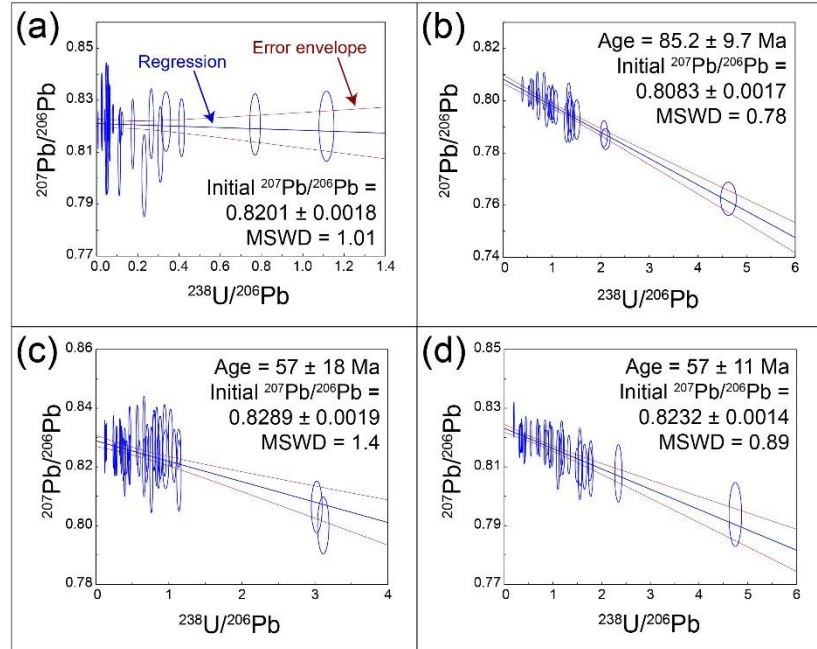 (a)
0.85
0.83
0.81
0.79
0.77
0.0
0.2
0.4
0.6
0.8
1.0
1.2
1.4
²⁰⁷Pb/²⁰⁶Pb
²³⁸U/²⁰⁶Pb
Regression
Error envelope
Initial ²⁰⁷Pb/²⁰⁶Pb =
0.8201 ± 0.0018
MSWD = 1.01
(b)
0.82
0.80
0.78
0.76
0.74
0
1
2
3
4
5
6
²⁰⁷Pb/²⁰⁶Pb
²³⁸U/²⁰⁶Pb
Age = 85.2 ± 9.7 Ma
Initial ²⁰⁷Pb/²⁰⁶Pb =
0.8083 ± 0.0017
MSWD = 0.78
(c)
0.86
0.84
0.82
0.80
0.78
0
1
2
3
4
²⁰⁷Pb/²⁰⁶Pb
²³⁸U/²⁰⁶Pb
Age = 57 ± 18 Ma
Initial ²⁰⁷Pb/²⁰⁶Pb =
0.8289 ± 0.0019
MSWD = 1.4
(d)
0.85
0.83
0.81
0.79
0.77
0
1
2
3
4
5
6
²⁰⁷Pb/²⁰⁶Pb
²³⁸U/²⁰⁶Pb
Age = 57 ± 11 Ma
Initial ²⁰⁷Pb/²⁰⁶Pb =
0.8232 ± 0.0014
MSWD = 0.89